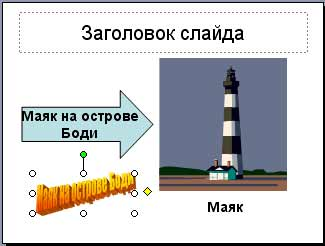 Заголовок слайда
Маяк на острове
Боди
Маяк на острове Боди
Маяк